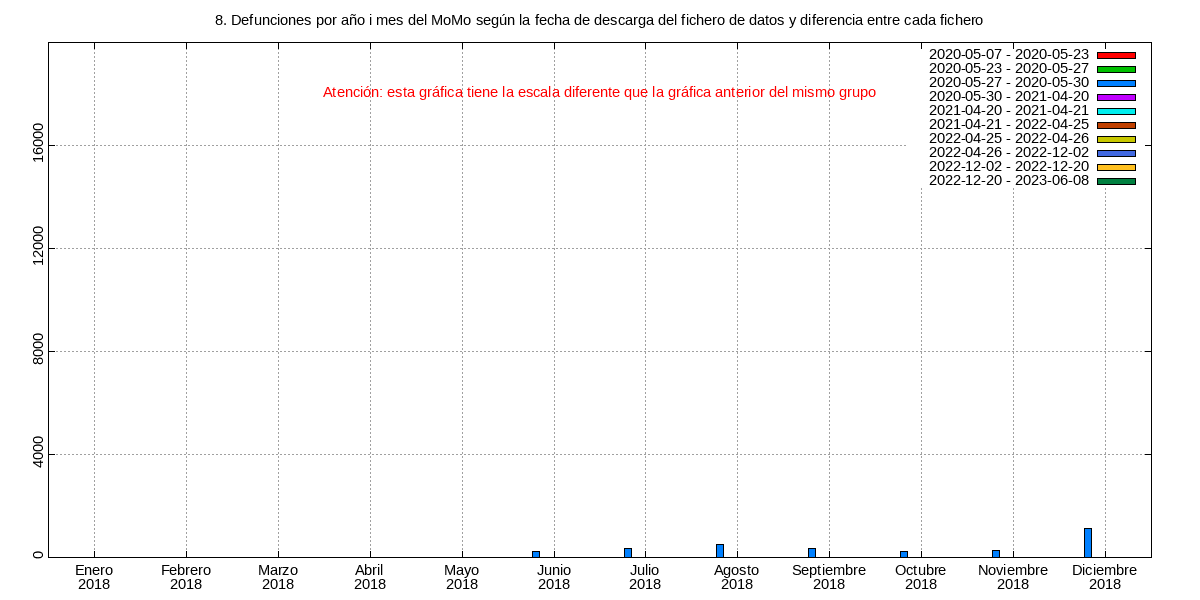 8. Defunciones por año i mes del MoMo según la fecha de descarga del fichero de datos y diferencia entre cada fichero
Atención: esta gráfica tiene la escala diferente que la gráfica anterior del mismo grupo
2020-05-07 - 2020-05-23
2020-05-23 - 2020-05-27
2020-05-27 - 2020-05-30
2020-05-30 - 2021-04-20
2021-04-20 - 2021-04-21
2021-04-21 - 2022-04-25
2022-04-25 - 2022-04-26
2022-04-26 - 2022-12-02
2022-12-02 - 2022-12-20
2022-12-20 - 2023-06-08
16000
12000
8000
4000
0
Enero Febrero Marzo Abril Mayo Junio Julio Agosto Septiembre Octubre Noviembre Diciembre
2018 2018 2018 2018 2018 2018 2018 2018 2018 2018 2018 2018